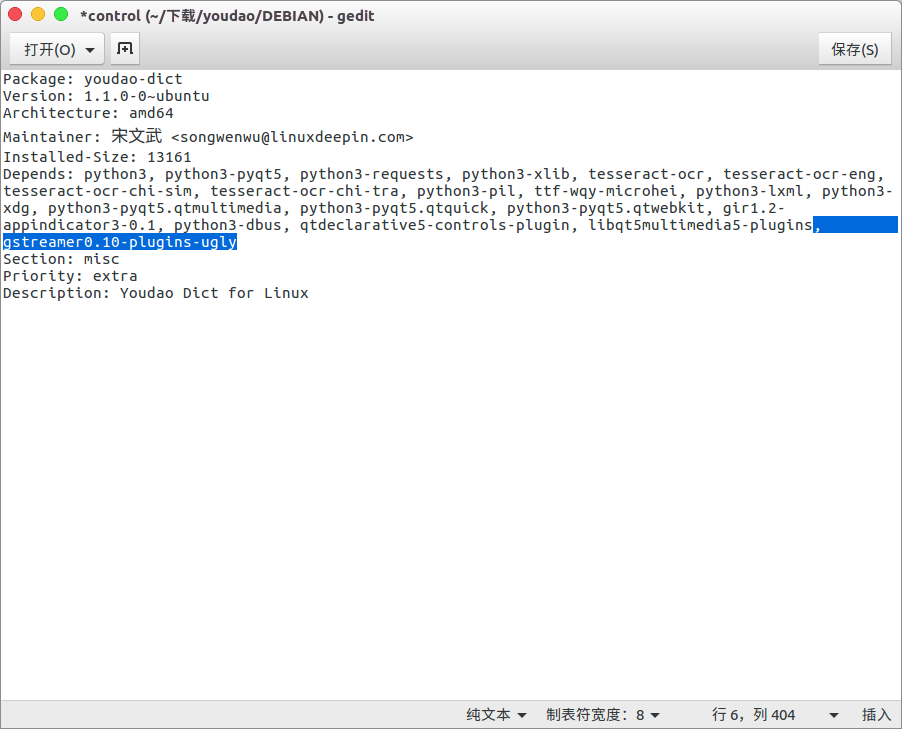 *control (~/下载/youdao/DEBIAN) - gedit
打开(O)
保存(S)
Package: youdao-dict
Version: 1.1.0-0~ubuntu
Architecture: amd64
Maintainer: 宋文武 <songwenwu@linuxdeepin.com>
Installed-Size: 13161
Depends: python3, python3-pyqt5, python3-requests, python3-xlib, tesseract-ocr, tesseract-ocr-eng,
tesseract-ocr-chi-sim, tesseract-ocr-chi-tra, python3-pil, ttf-wqy-microhei, python3-lxml, python3-
xdg, python3-pyqt5.qtmultimedia, python3-pyqt5.qtquick, python3-pyqt5.qtwebkit, gir1.2-
appindicator3-0.1, python3-dbus, qtdeclarative5-controls-plugin, libqt5multimedia5-plugins,
gstreamer0.10-plugins-ugly
Section: misc
Priority: extra
Description: Youdao Dict for Linux
纯文本
制表符宽度：8
行 6，列 404
插入